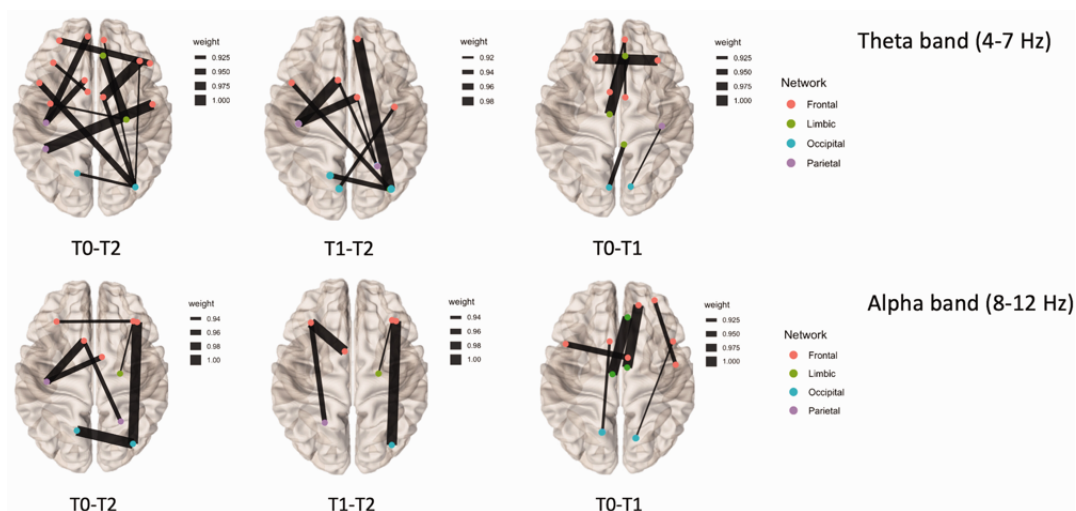 Theta band (4-7 Hz)
weight
0.925
0.950
0.975
1.000
weight
0.92
0.94
0.96
0.98
weight
0.925
0.950
0.975
1.000
Network
Frontal
Limbic
Occipital
Parietal
T0-T2
T1-T2
T0-T1
Alpha band (8-12 Hz)
weight
0.94
0.96
0.98
1.00
weight
0.94
0.96
0.98
1.00
weight
0.925
0.950
0.975
1.000
Network
Frontal
Limbic
Occipital
Parietal
T0-T2
T1-T2
T0-T1